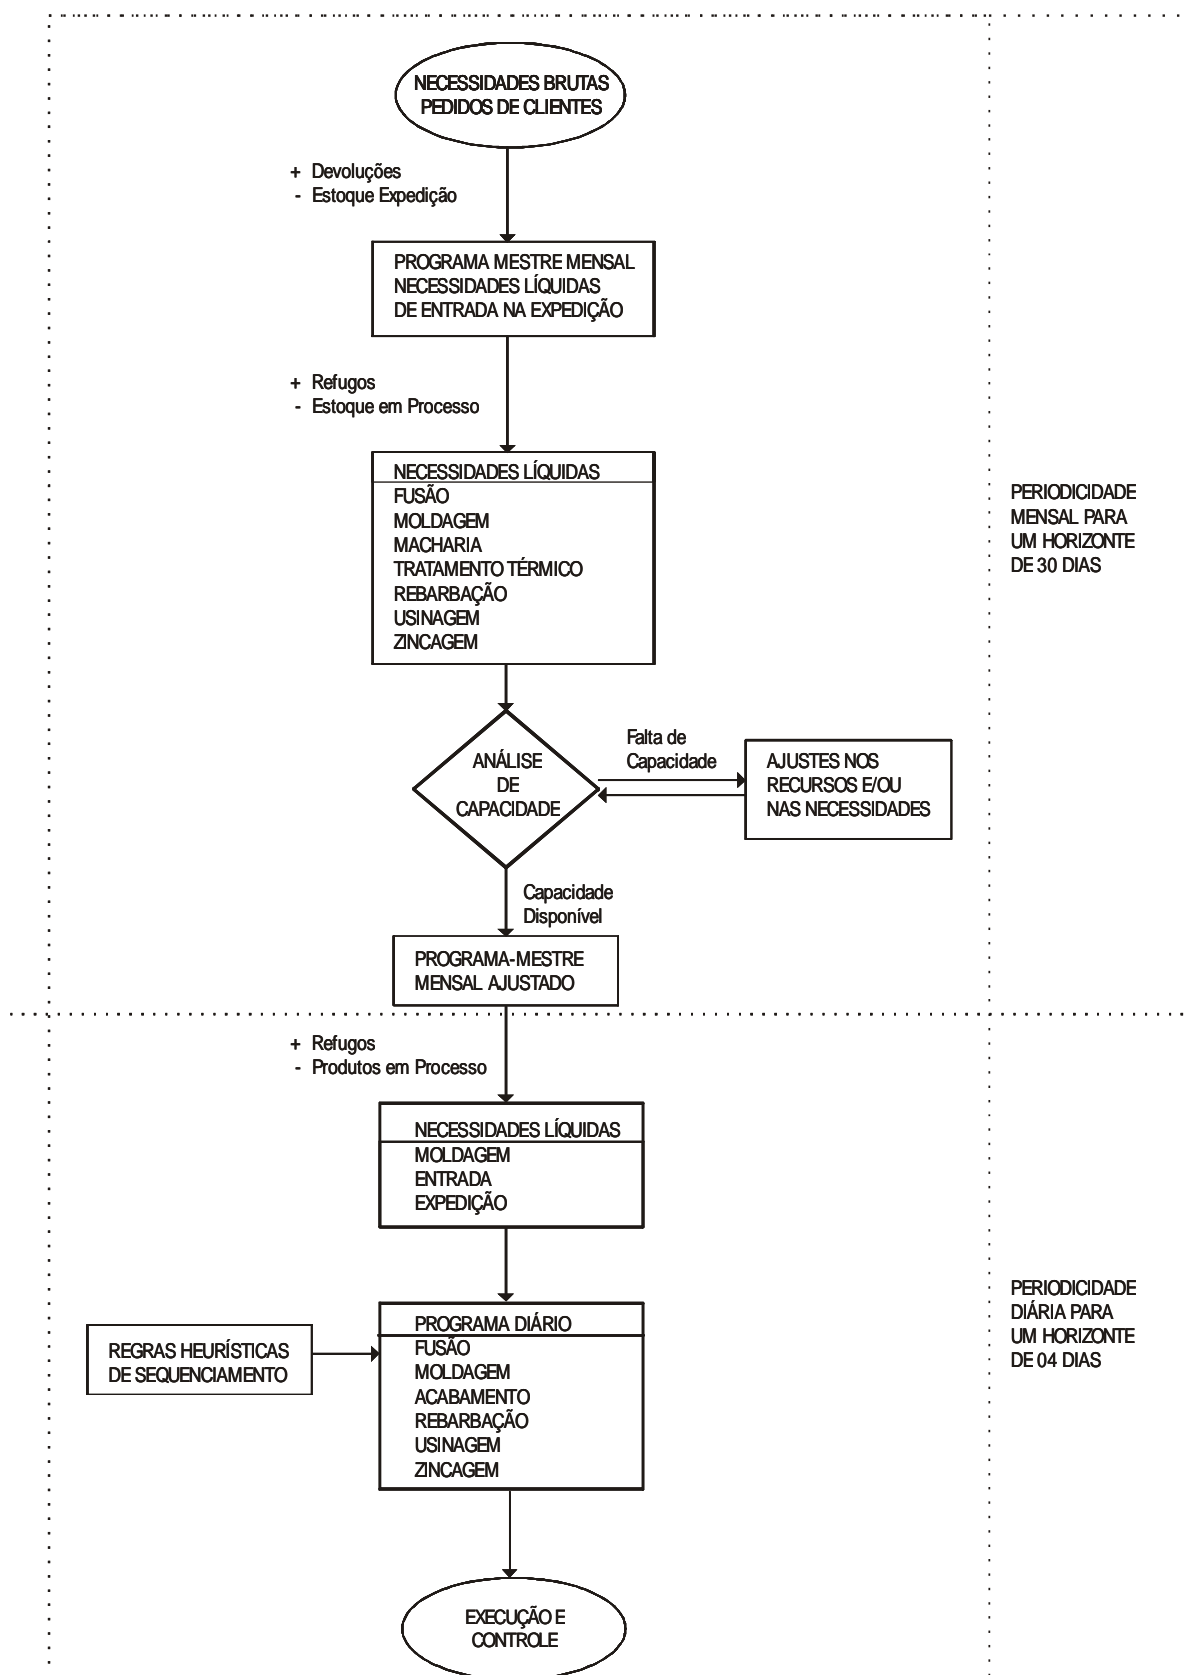 NECESSIDADES BRUTAS
PEDIDOS DE CLIENTES
+ Devoluções
- Estoque Expedição
PROGRAMA MESTRE MENSAL
NECESSIDADES LÍQUIDAS
DE ENTRADA NA EXPEDIÇÃO
+ Refugos
- Estoque em Processo
NECESSIDADES LÍQUIDAS
FUSÃO
MOLDAGEM
MACHARIA
TRATAMENTO TÉRMICO
REBARBAÇÃO
USINAGEM
ZINCAGEM
PERIODICIDADE
MENSAL PARA
UM HORIZONTE
DE 30 DIAS
ANÁLISE
DE
CAPACIDADE
Falta de
Capacidade
AJUSTES NOS
RECURSOS E/OU
NAS NECESSIDADES
Capacidade
Disponível
PROGRAMA-MESTRE
MENSAL AJUSTADO
+ Refugos
- Produtos em Processo
NECESSIDADES LÍQUIDAS
MOLDAGEM
ENTRADA
EXPEDIÇÃO
REGRAS HEURÍSTICAS
DE SEQUENCIAMENTO
PROGRAMA DIÁRIO
FUSÃO
MOLDAGEM
ACABAMENTO
REBARBAÇÃO
USINAGEM
ZINCAGEM
PERIODICIDADE
DIÁRIA PARA
UM HORIZONTE
DE 04 DIAS
EXECUÇÃO E
CONTROLE